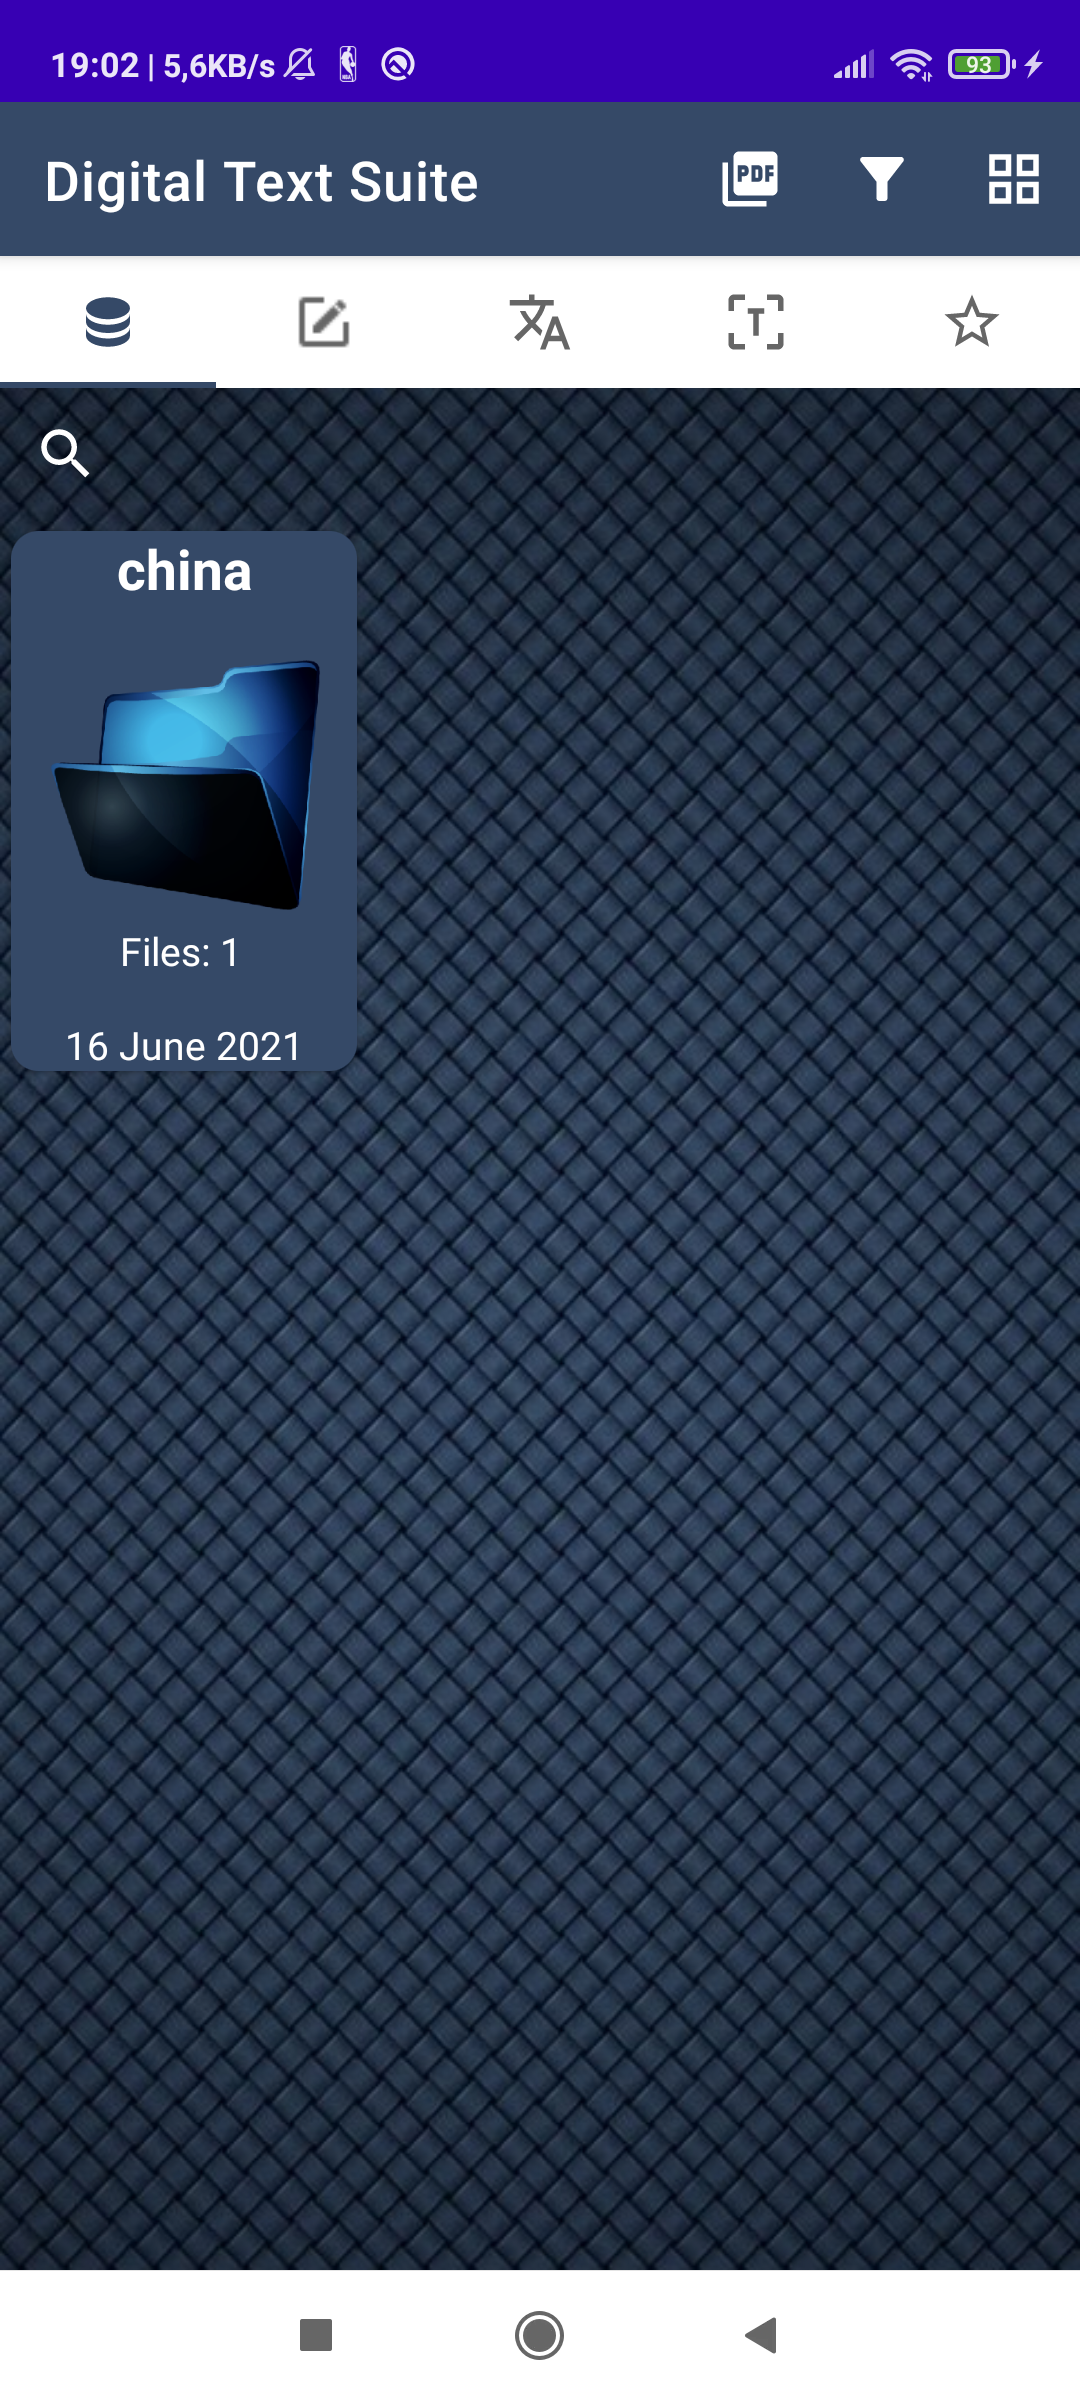 19:02 | 5,6KB/s 93
Digital Text Suite
PDF
china
Files: 1
16 June 2021